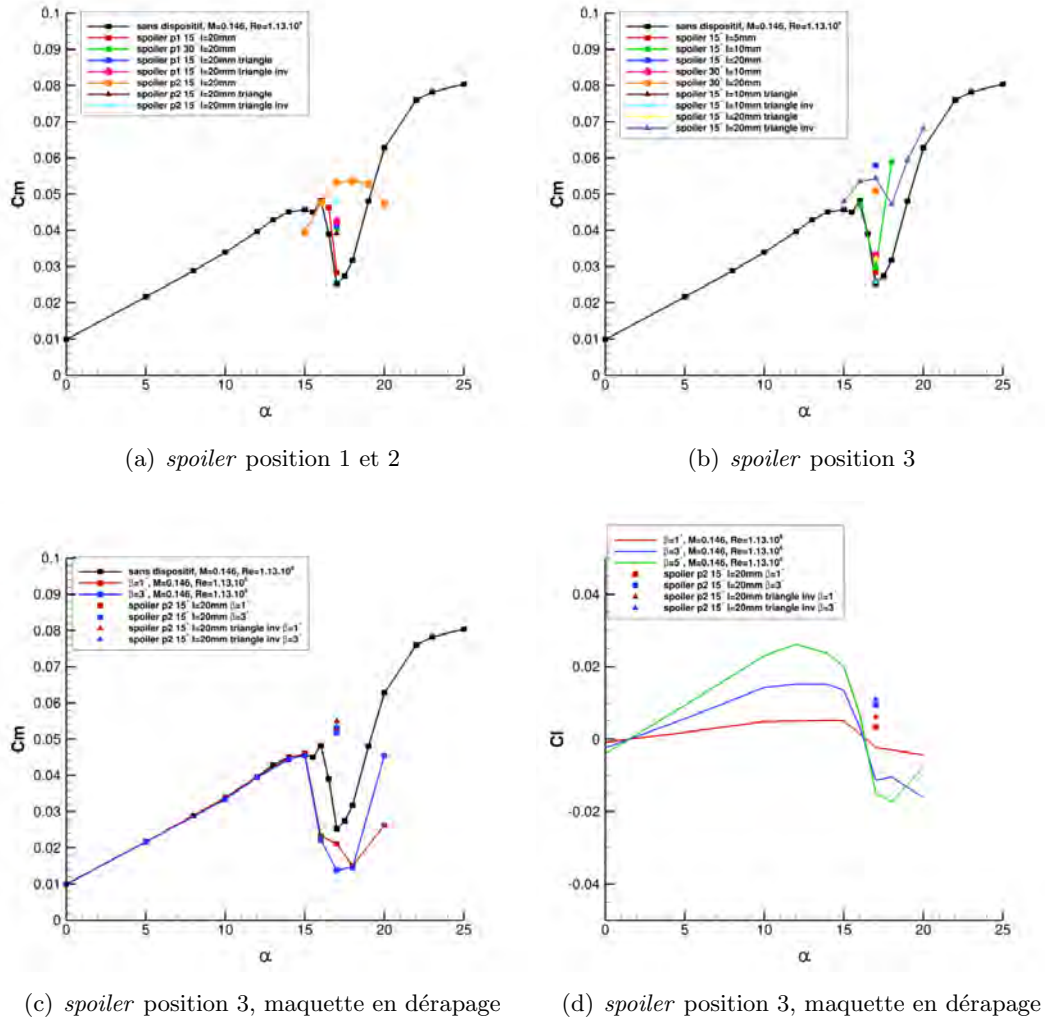 0.1
0.09
0.08
0.07
0.06
0.05
0.04
0.03
0.02
0.01
0
Cm
sans dispositif, M=0.146, Re=1.13.10⁶
spoiler p1 15° l=20mm
spoiler p1 30° l=20mm
spoiler p1 15° l=20mm triangle
spoiler p1 15° l=20mm triangle inv
spoiler p2 15° l=20mm
spoiler p2 15° l=20mm triangle
spoiler p2 15° l=20mm triangle inv
0 5 10 15 20 25
α
(a) spoiler position 1 et 2
0.1
0.09
0.08
0.07
0.06
0.05
0.04
0.03
0.02
0.01
0
Cm
sans dispositif, M=0.146, Re=1.13.10⁶
spoiler 15° l=5mm
spoiler 15° l=10mm
spoiler 15° l=20mm
spoiler 30° l=10mm
spoiler 30° l=20mm
spoiler 15° l=10mm triangle
spoiler 15° l=10mm triangle inv
spoiler 15° l=20mm triangle
spoiler 15° l=20mm triangle inv
0 5 10 15 20 25
α
(b) spoiler position 3
0.1
0.09
0.08
0.07
0.06
0.05
0.04
0.03
0.02
0.01
0
Cm
sans dispositif, M=0.146, Re=1.13.10⁶
β=1°, M=0.146, Re=1.13.10⁶
β=3°, M=0.146, Re=1.13.10⁶
spoiler p2 15° l=20mm β=1°
spoiler p2 15° l=20mm β=3°
spoiler p2 15° l=20mm triangle inv β=1°
spoiler p2 15° l=20mm triangle inv β=3°
0 5 10 15 20 25
α
(c) spoiler position 3, maquette en dérapage
0.04
0.02
0
-0.02
-0.04
Cl
β=1°, M=0.146, Re=1.13.10⁶
β=3°, M=0.146, Re=1.13.10⁶
β=5°, M=0.146, Re=1.13.10⁶
spoiler p2 15° l=20mm β=1°
spoiler p2 15° l=20mm β=3°
spoiler p2 15° l=20mm triangle inv β=1°
spoiler p2 15° l=20mm triangle inv β=3°
0 5 10 15 20 25
α
(d) spoiler position 3, maquette en dérapage